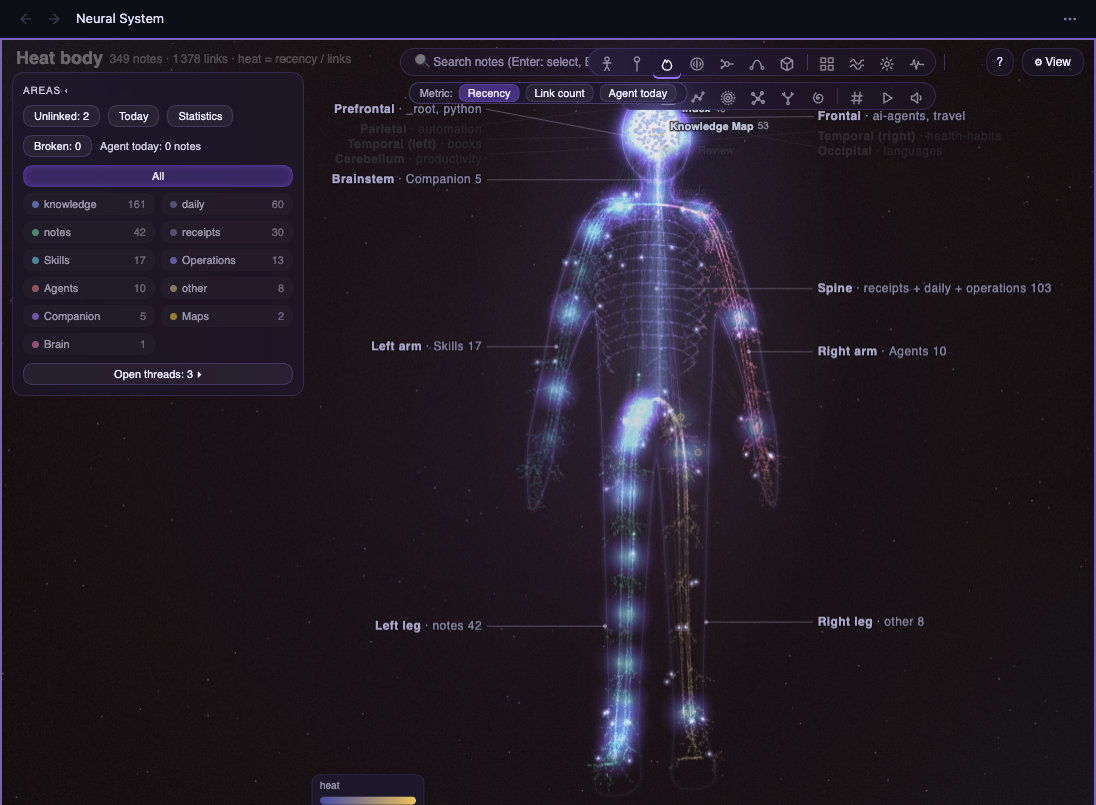 Neural System
Heat body 349 notes · 1 378 links · heat = recency / links
Search notes (Enter: select, E
? View
AREAS
Unlinked: 2 Today Statistics
Broken: 0 Agent today: 0 notes
All
knowledge 161 daily 60
notes 42 receipts 30
Skills 17 Operations 13
Agents 10 other 8
Companion 5 Maps 2
Brain 1
Open threads: 3
Metric: Recency Link count Agent today
Prefrontal · _root, python
Parietal · automation
Temporal (left) · books
Cerebellum · productivity
Brainstem · Companion 5
Knowledge Map 53
Review
Frontal · ai-agents, travel
Temporal (right) · health-habits
Occipital · languages
Spine · receipts + daily + operations 103
Left arm · Skills 17
Right arm · Agents 10
Left leg · notes 42
Right leg · other 8
heat